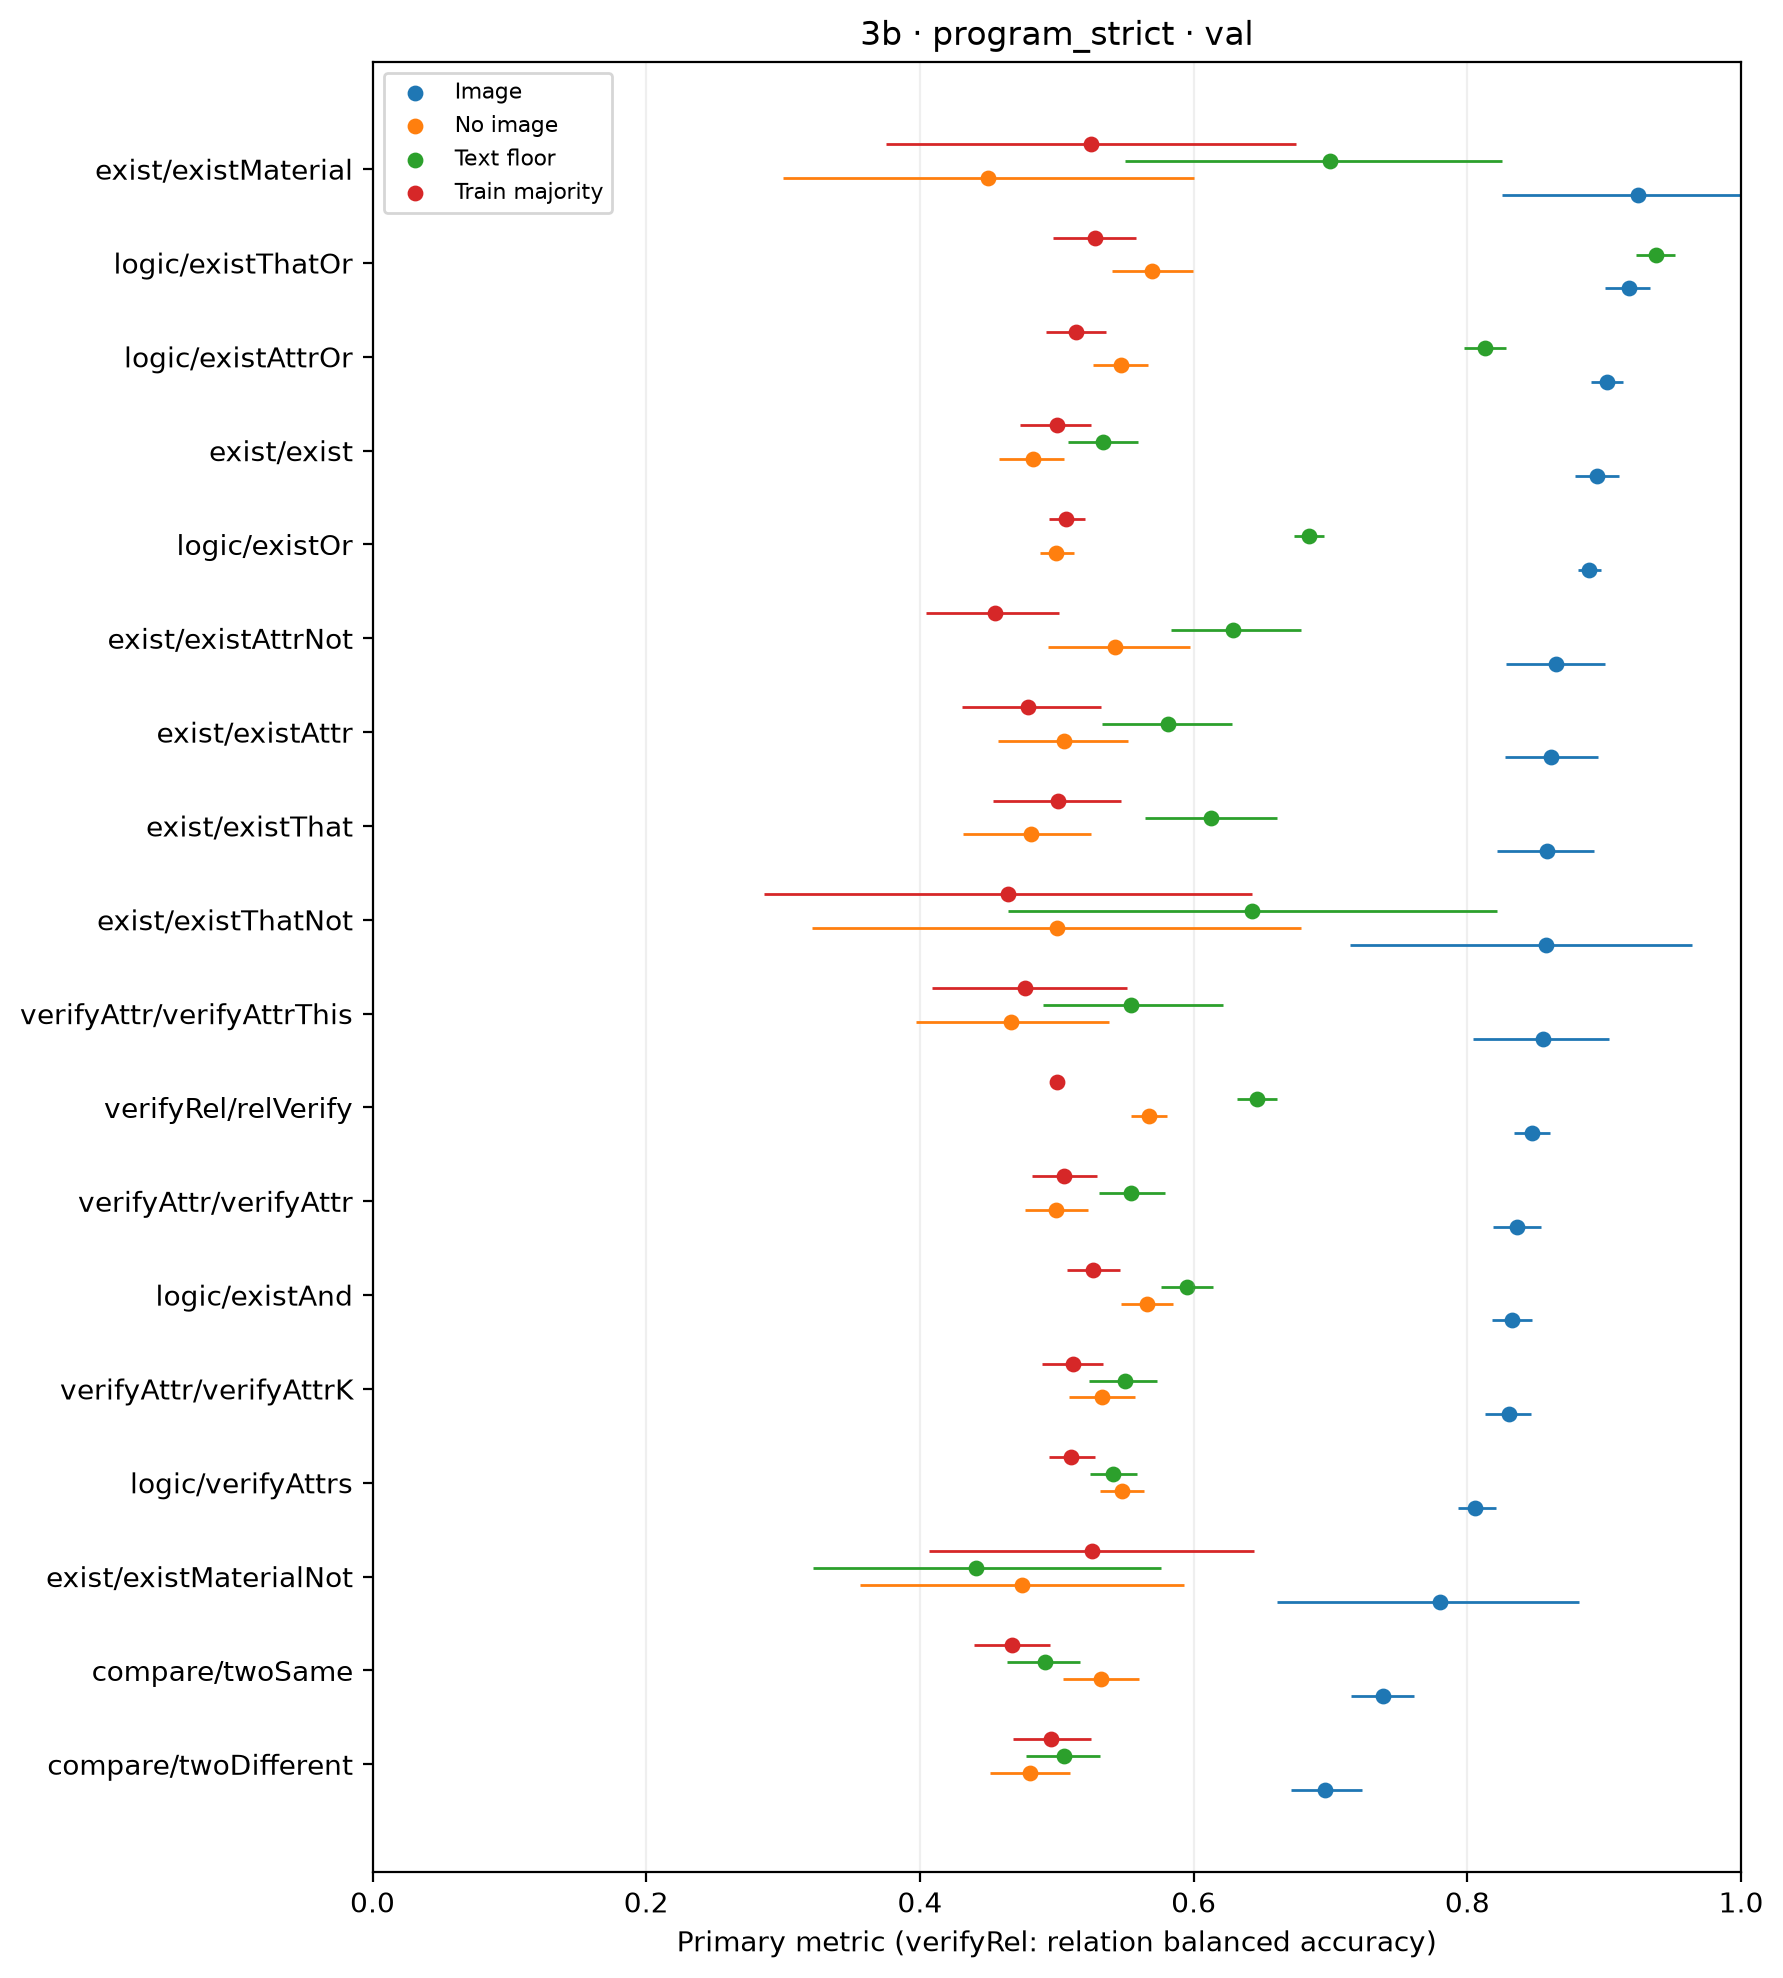 3b · program_strict · val
Image
No image
Text floor
Train majority
exist/existMaterial
logic/existThatOr
logic/existAttrOr
exist/exist
logic/existOr
exist/existAttrNot
exist/existAttr
exist/existThat
exist/existThatNot
verifyAttr/verifyAttrThis
verifyRel/relVerify
verifyAttr/verifyAttr
logic/existAnd
verifyAttr/verifyAttrK
logic/verifyAttrs
exist/existMaterialNot
compare/twoSame
compare/twoDifferent
0.0 0.2 0.4 0.6 0.8 1.0
Primary metric (verifyRel: relation balanced accuracy)